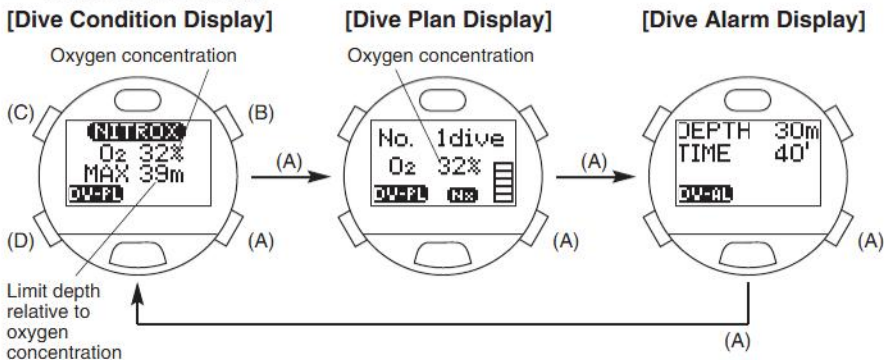 [Dive Condition Display]
Oxygen concentration
(C)
(B)
NITROX
O2 32%
MAX 39m
DV-PL
(D)
(A)
Limit depth
relative to
oxygen
concentration
(A)
[Dive Plan Display]
Oxygen concentration
No. 1dive
O2 32%
DV-PL Nx
(A)
(A)
[Dive Alarm Display]
DEPTH 30m
TIME 40'
DV-AL
(A)
(A)